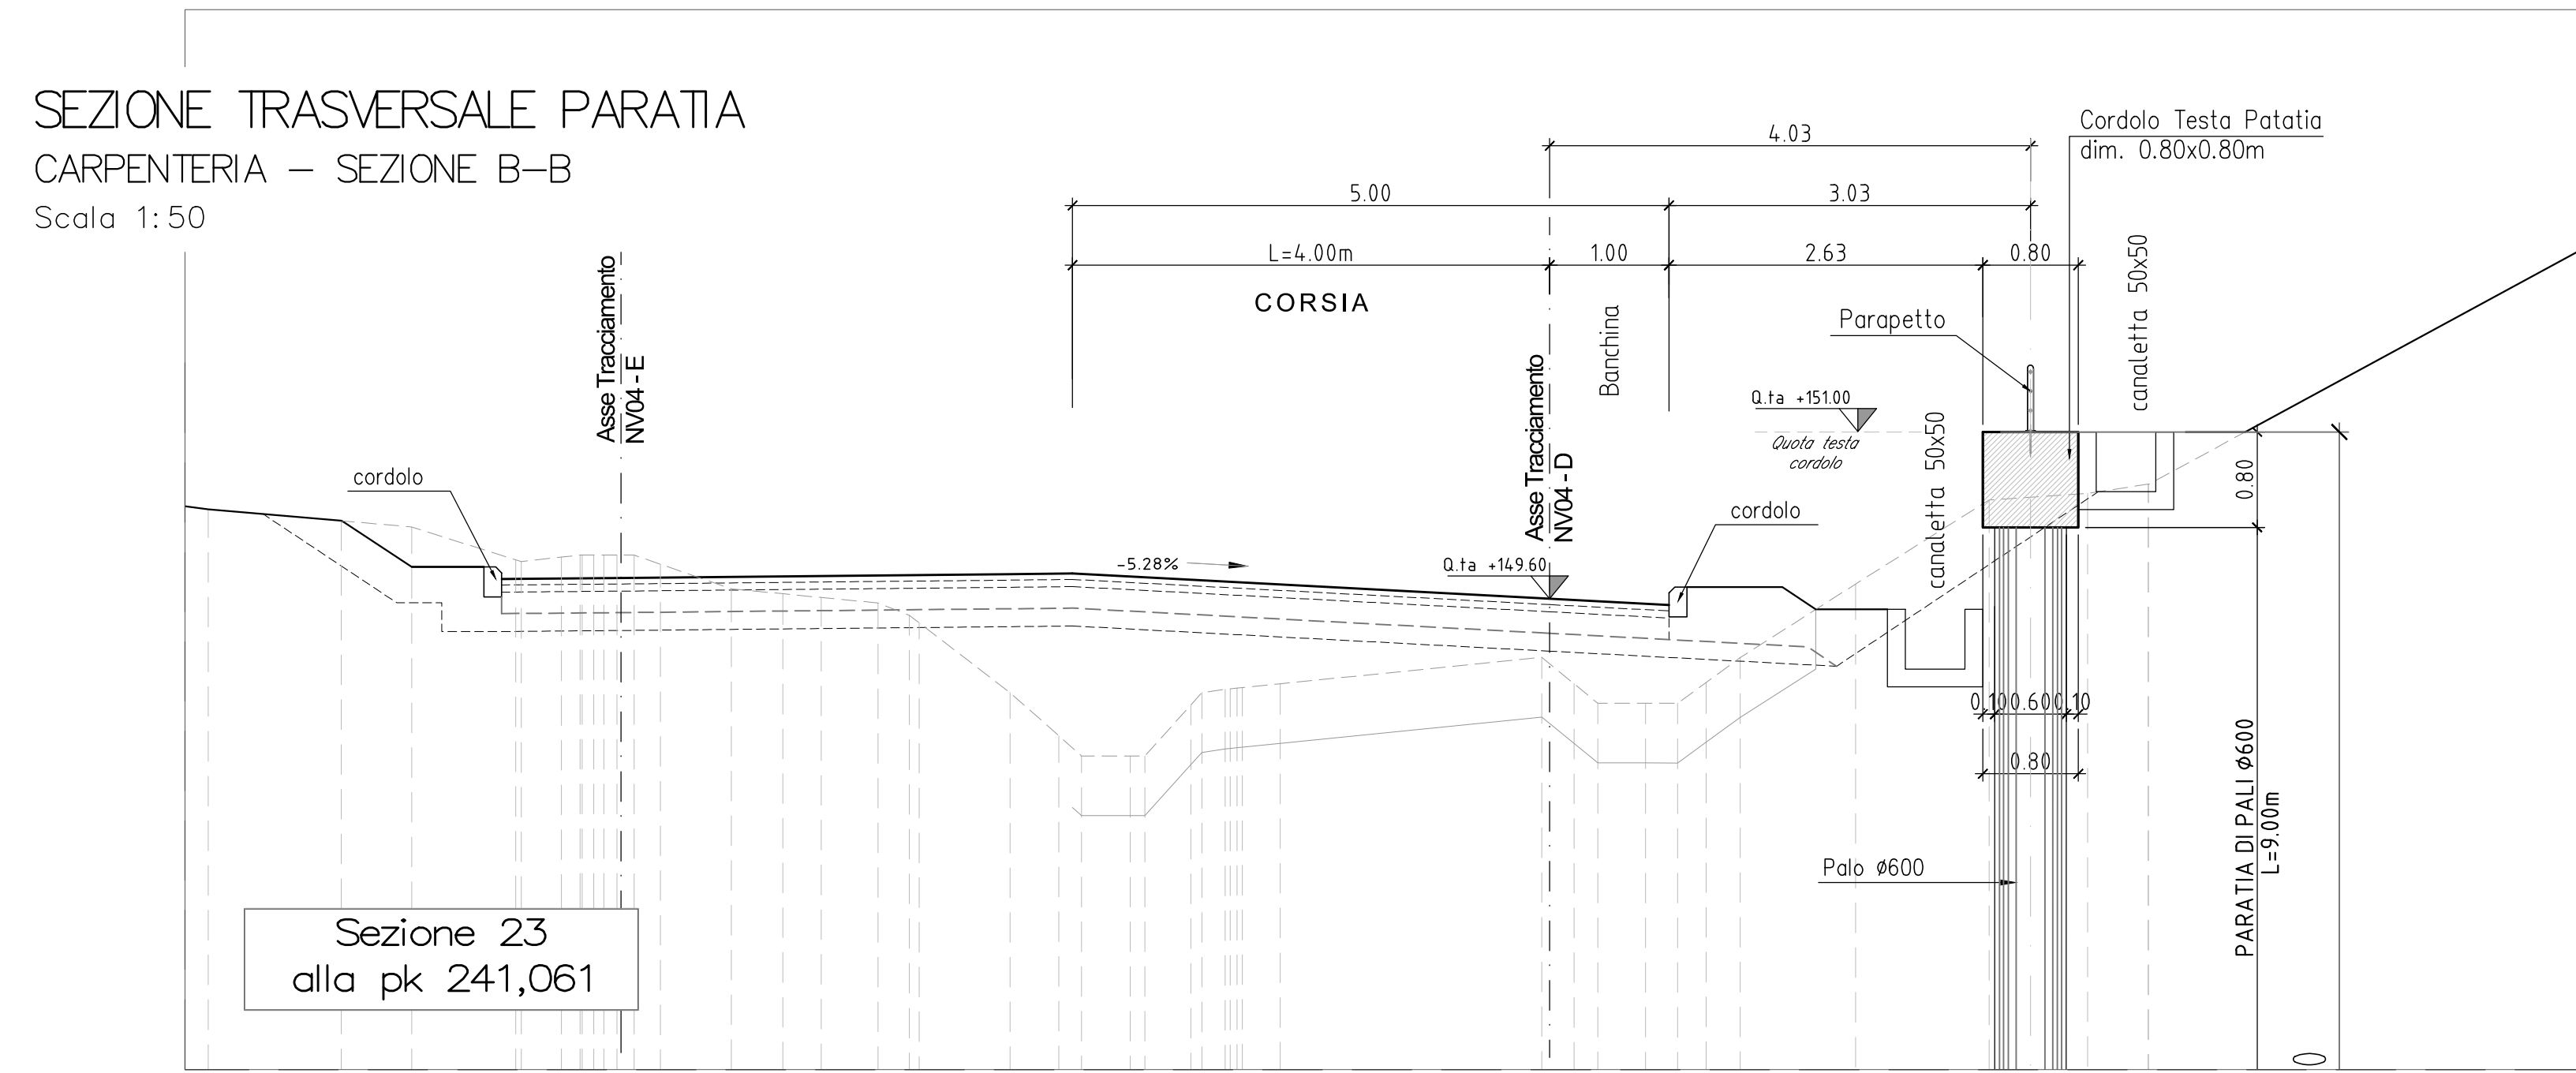 SEZIONE TRASVERSALE PARATIA
CARPENTERIA – SEZIONE B–B
Scala 1:50
4.03
Cordolo Testa Patatia
dim. 0.80x0.80m
5.00
3.03
L=4.00m
1.00
2.63
0.80
CORSIA
Asse Tracciamento
NV04-E
Asse Tracciamento
NV04-D
Banchina
Parapetto
canaletta 50x50
Q.ta +151.00
Quota testa
cordolo
canaletta 50x50
cordolo
cordolo
-5.28%
Q.ta +149.60
0.80
0.10
0.60
0.10
0.80
Palo ϕ600
PARATIA DI PALI ϕ600
L=9.00m
Sezione 23
alla pk 241,061